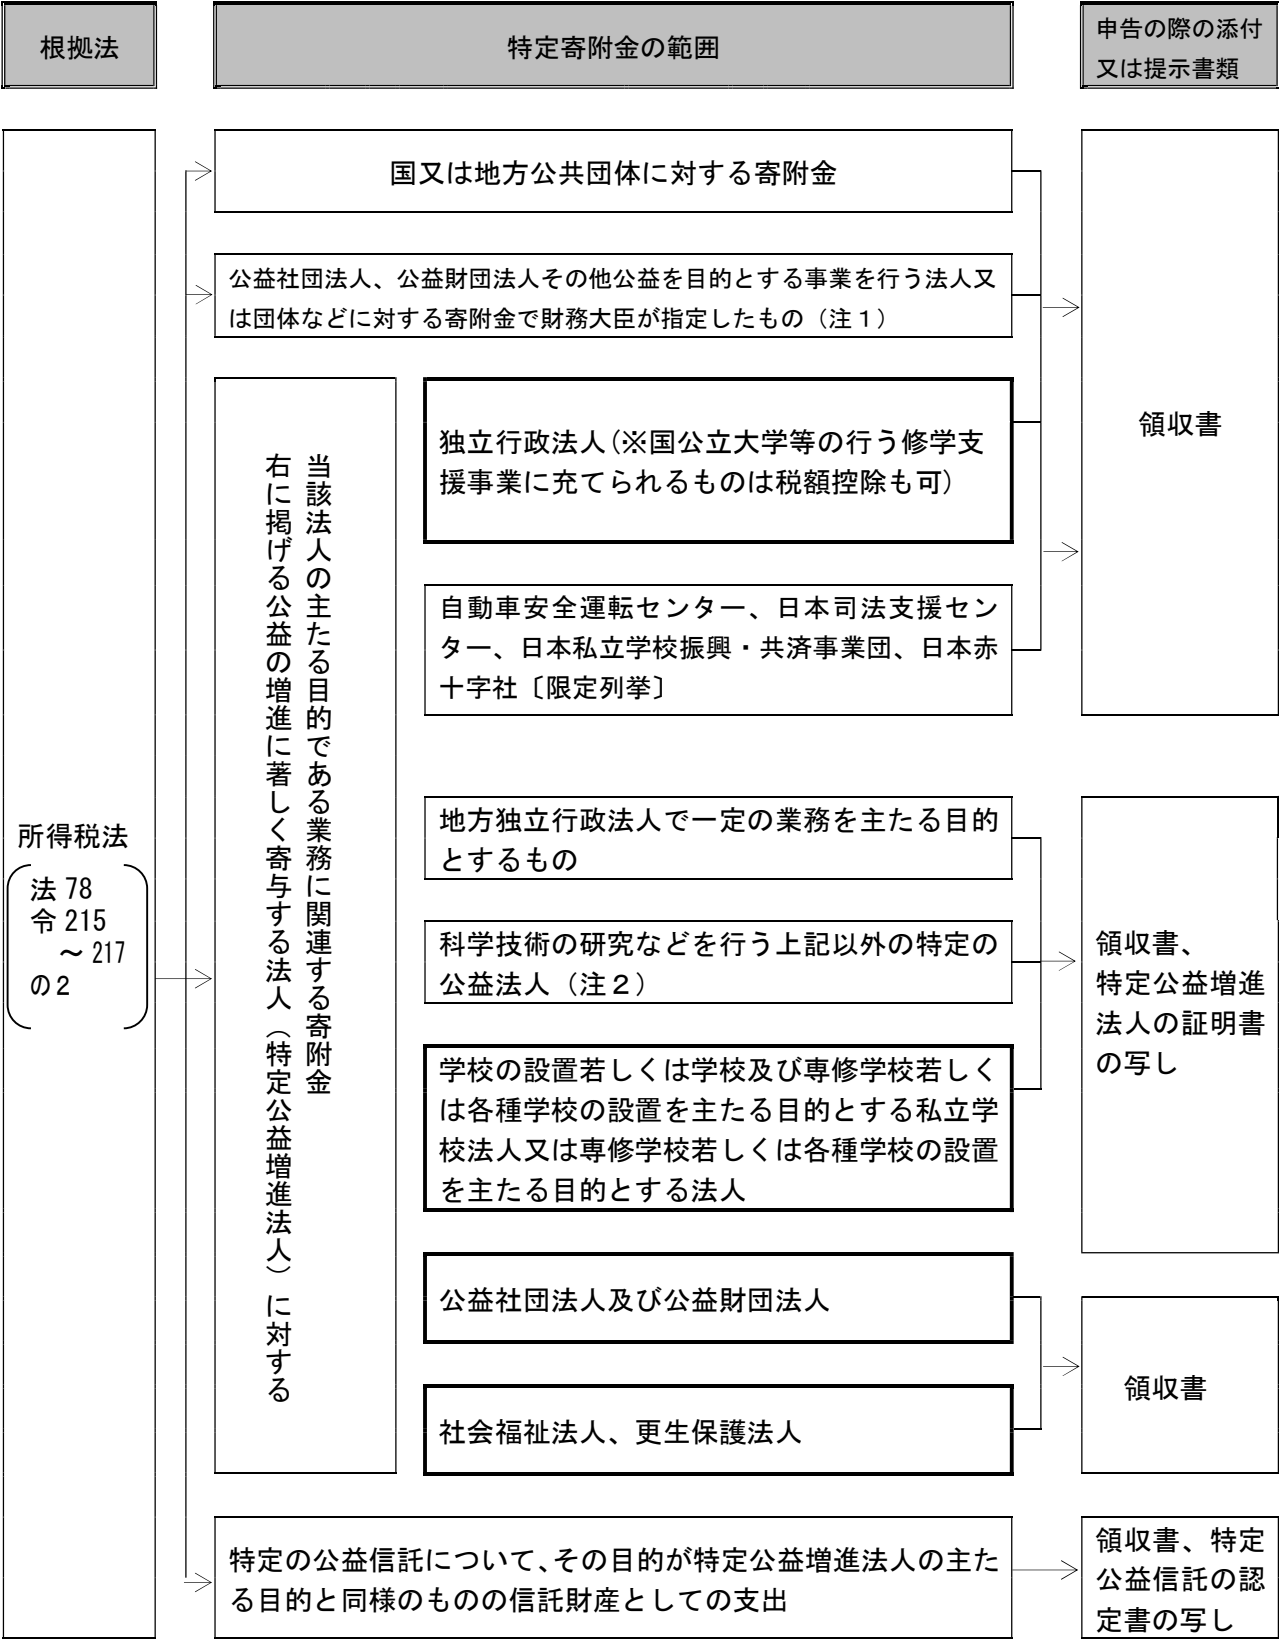 根拠法
特定寄附金の範囲
申告の際の添付
又は提示書類
所得税法
法 78
令 215
～ 217
の2
国又は地方公共団体に対する寄附金
公益社団法人、公益財団法人その他公益を目的とする事業を行う法人又
は団体などに対する寄附金で財務大臣が指定したもの（注１）
当該法人の主たる目的である業務に関連する寄附金
右に掲げる公益の増進に著しく寄与する法人（特定公益増進法人）に対する
独立行政法人(※国公立大学等の行う修学支
援事業に充てられるものは税額控除も可)
自動車安全運転センター、日本司法支援セン
ター、日本私立学校振興・共済事業団、日本赤
十字社〔限定列挙〕
領収書
地方独立行政法人で一定の業務を主たる目的
とするもの
科学技術の研究などを行う上記以外の特定の
公益法人（注２）
学校の設置若しくは学校及び専修学校若しく
は各種学校の設置を主たる目的とする私立学
校法人又は専修学校若しくは各種学校の設置
を主たる目的とする法人
領収書、
特定公益増進
法人の証明書
の写し
公益社団法人及び公益財団法人
社会福祉法人、更生保護法人
領収書
特定の公益信託について、その目的が特定公益増進法人の主た
る目的と同様のものの信託財産としての支出
領収書、特定
公益信託の認
定書の写し